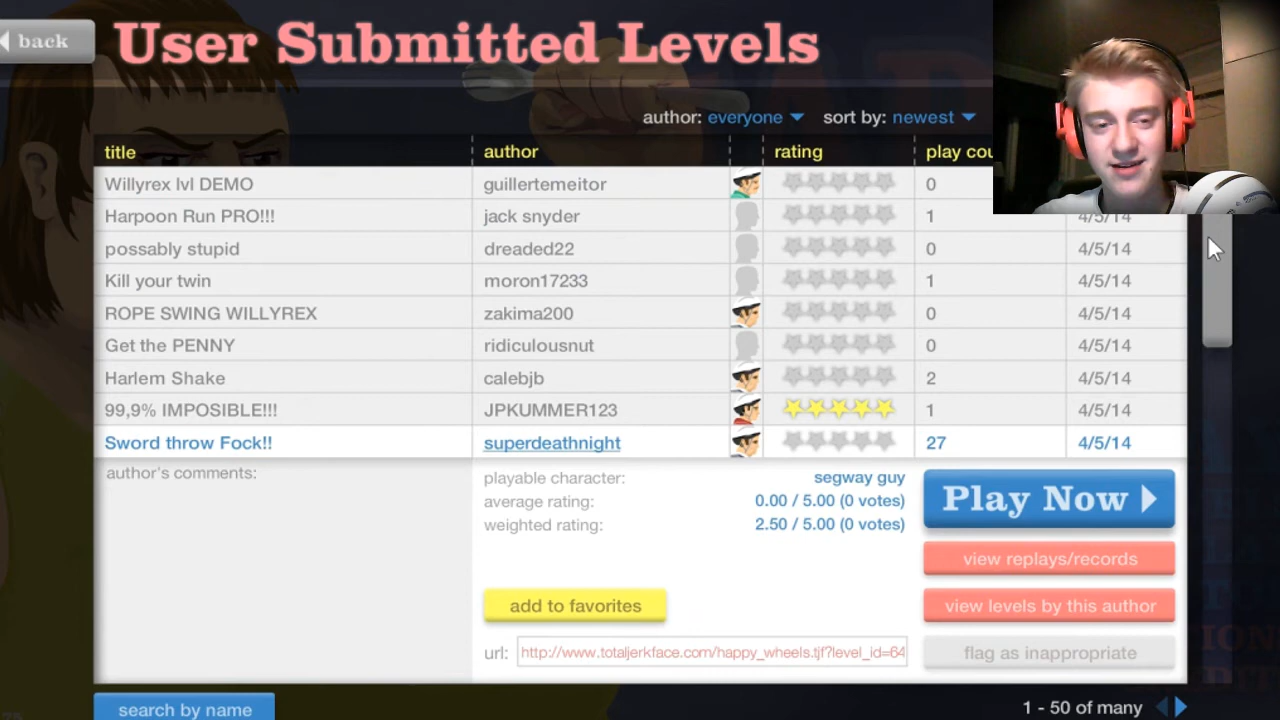 back
User Submitted Levels
author: everyone sort by: newest
title author rating play cou
Willyrex lvl DEMO guillertemeitor 0
Harpoon Run PRO!!! jack snyder 1 4/5/14
possably stupid dreaded22 0 4/5/14
Kill your twin moron17233 1 4/5/14
ROPE SWING WILLYREX zakima200 0 4/5/14
Get the PENNY ridiculousnut 0 4/5/14
Harlem Shake calebjb 2 4/5/14
99,9% IMPOSIBLE!!! JPKUMMER123 1 4/5/14
Sword throw Fock!! superdeathnight 27 4/5/14
author's comments: playable character: segway guy
average rating: 0.00 / 5.00 (0 votes)
weighted rating: 2.50 / 5.00 (0 votes)
Play Now
view replays/records
add to favorites view levels by this author
url: http://www.totaljerkface.com/happy_wheels.tjf?level_id=64 flag as inappropriate
search by name 1 - 50 of many